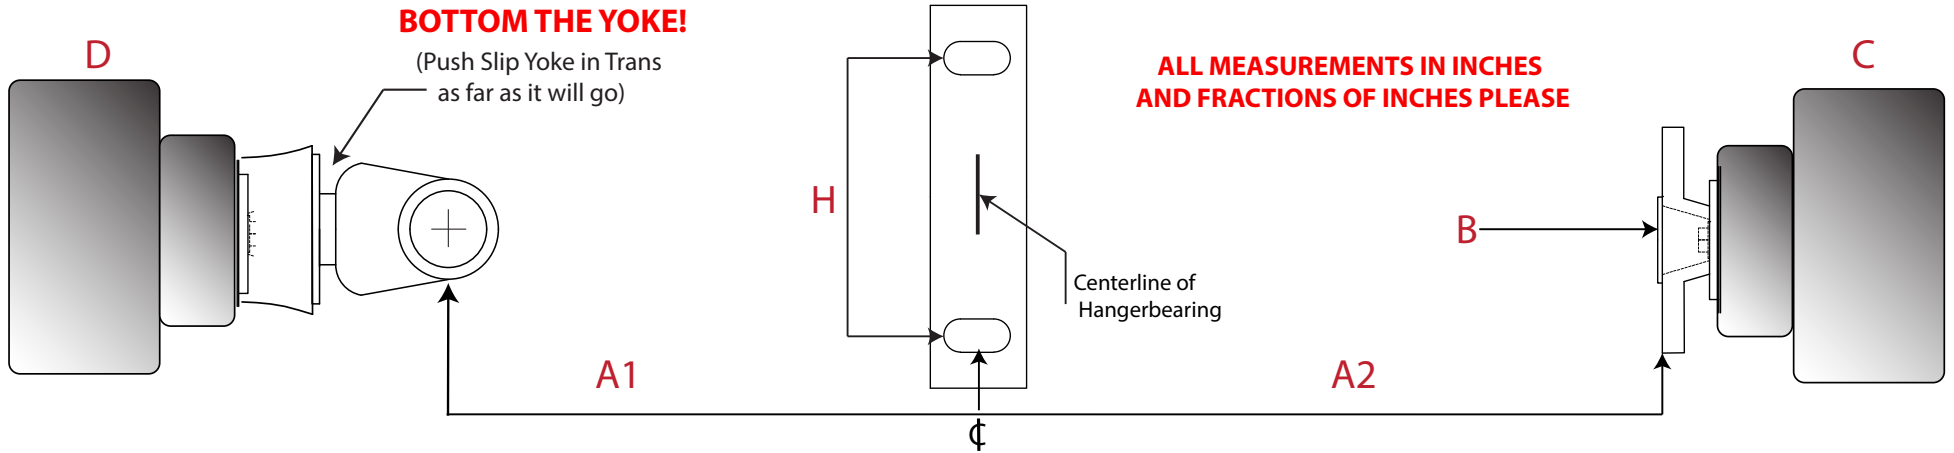 BOTTOM THE YOKE!
(Push Slip Yoke in Trans
as far as it will go)
D
H
ALL MEASUREMENTS IN INCHES
AND FRACTIONS OF INCHES PLEASE
C
B
Centerline of
Hangerbearing
A1
A2
℄